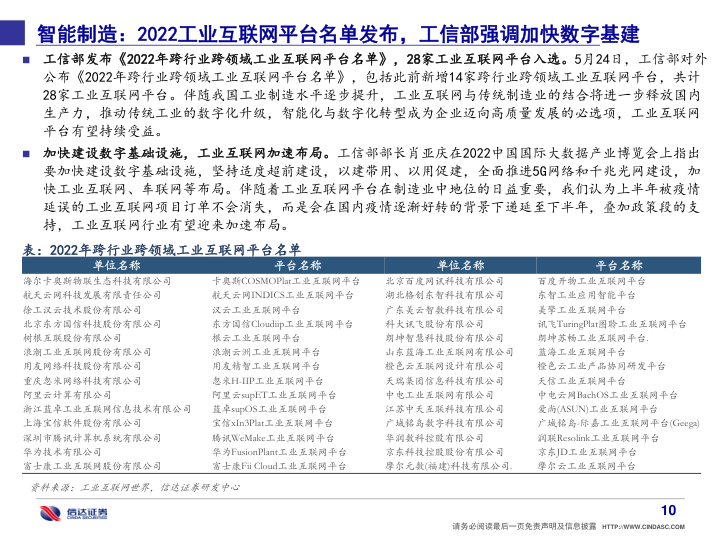 智能制造：2022工业互联网平台名单发布，工信部强调加快数字基建
■ 工信部发布《2022年跨行业跨领域工业互联网平台名单》，28家工业互联网平台入选。5月24日，工信部对外
公布《2022年跨行业跨领域工业互联网平台名单》，包括此前新增14家跨行业跨领域工业互联网平台，共计
28家工业互联网平台。伴随我国工业制造水平逐步提升，工业互联网与传统制造业的结合将进一步释放国内
生产力，推动传统工业的数字化升级，智能化与数字化转型成为企业迈向高质量发展的必选项，工业互联网
平台有望持续受益。
■ 加快建设数字基础设施，工业互联网加速布局。工信部部长肖亚庆在2022中国国际大数据产业博览会上指出
要加快建设数字基础设施，坚持适度超前建设，以建带用、以用促建，全面推进5G网络和千兆光网建设，加
快工业互联网、车联网等布局。伴随着工业互联网平台在制造业中地位的日益重要，我们认为上半年被疫情
延误的工业互联网项目订单不会消失，而是会在国内疫情逐渐好转的背景下递延至下半年，叠加政策段的支
持，工业互联网行业有望迎来加速布局。
表：2022年跨行业跨领域工业互联网平台名单
单位名称 平台名称 单位名称 平台名称
海尔卡奥斯物联生态科技有限公司 卡奥斯COSMOPlat工业互联网平台 北京百度网讯科技有限公司 百度开物工业互联网平台
航天云网科技发展有限责任公司 航天云网INDICS工业互联网平台 湖北格创东智科技有限公司 东智工业应用智能平台
徐工汉云技术股份有限公司 汉云工业互联网平台 广东美云智数科技有限公司 美擎工业互联网平台
北京东方国信科技股份有限公司 东方国信Cloudiip工业互联网平台 科大讯飞股份有限公司 讯飞TuringPlat图聆工业互联网平台
树根互联股份有限公司 根云工业互联网平台 朗坤智慧科技股份有限公司 朗坤苏畅工业互联网平台.
浪潮工业互联网股份有限公司 浪潮云洲工业互联网平台 山东蓝海工业互联网有限公司 蓝海工业互联网平台
用友网络科技股份有限公司 用友精智工业互联网平台 橙色云互联网设计有限公司 橙色云工业产品协同研发平台
重庆忽米网络科技有限公司 忽米H-IIP工业互联网平台 天瑞集团信息科技有限公司 天信工业互联网平台
阿里云计算有限公司 阿里云supET工业互联网平台 中电工业互联网有限公司 中电云网BachOS工业互联网平台
浙江蓝卓工业互联网信息技术有限公司 蓝卓supOS工业互联网平台 江苏中天互联科技有限公司 爱尚(ASUN)工业互联网平台
上海宝信软件股份有限公司 宝信xIn3Plat工业互联网平台 广域铭岛数字科技有限公司 广域铭岛-际嘉工业互联网平台(Geega)
深圳市腾讯计算机系统有限公司 腾讯WeMake工业互联网平台 华润数科控股有限公司 润联Resolink工业互联网平台
华为技术有限公司 华为FusionPlant工业互联网平台 京东科技控股股份有限公司 京东JD工业互联网平台
富士康工业互联网股份有限公司 富士康Fii Cloud工业互联网平台 摩尔元数(福建)科技有限公司. 摩尔云工业互联网平台
资料来源：工业互联网世界，信达证券研发中心
信达证券
CINDA SECURITIES
10
请务必阅读最后一页免责声明及信息披露 HTTP://WWW.CINDASC.COM